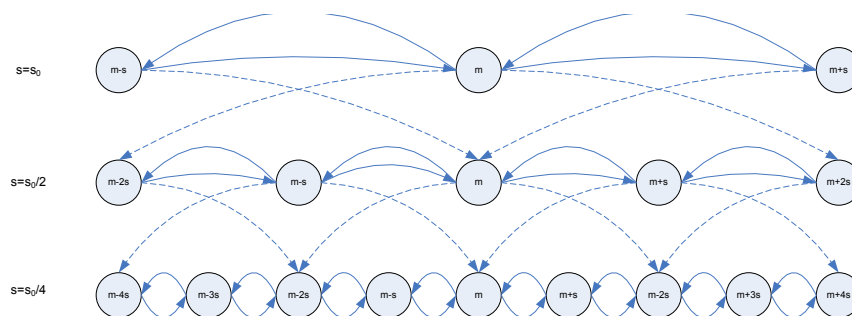 s=s₀ m-s m m+s
s=s₀/2 m-2s m-s m m+s m+2s
s=s₀/4 m-4s m-3s m-2s m-s m m+s m-2s m+3s m+4s